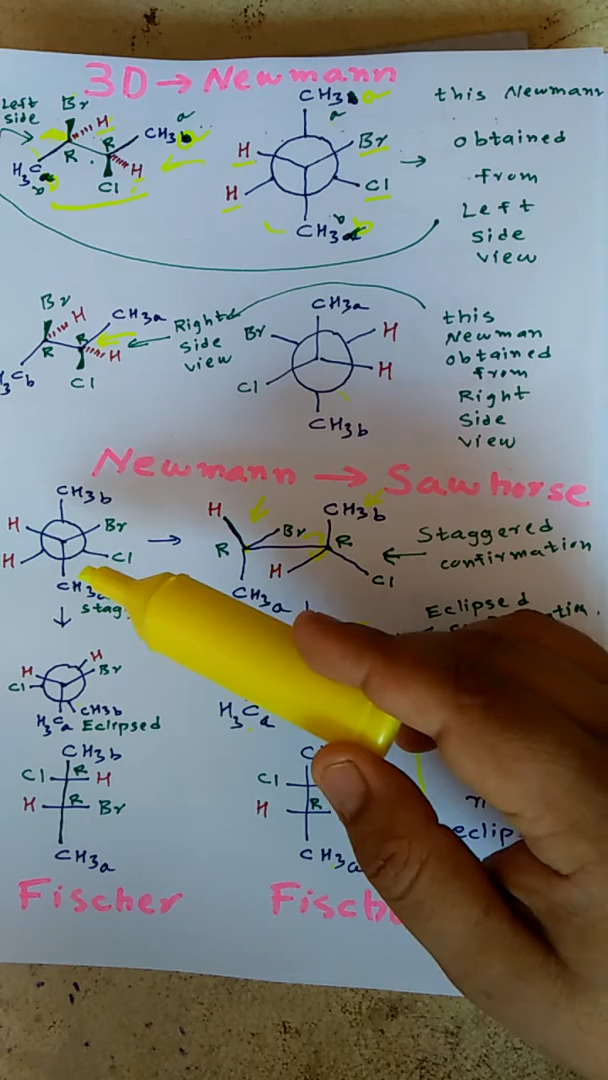 3D → Newmann
Left
side
Br
H
R
R
H
Cl
CH3b
a
H3Ca
CH3
a
H
Br
H
Cl
CH3
b
→
this Newmann
obtained
from
Left
side
view
Br
H
R
R
H
Cl
CH3a
H3Cb
Right
side
view
CH3a
Br
H
Cl
H
CH3b
this
Newman
obtained
from
Right
side
view
Newmann → Sawhorse
CH3b
H
Br
H
Cl
→
H
R
Br
CH3b
R
H
Cl
CH3a
← Staggered
confirmation
↓
Eclipsed
H
H
Cl
Br
CH3b
H3Ca Eclipsed
H3Ca
CH3b
Cl R H
H R Br
CH3a
Cl
H R
CH3a
Fischer